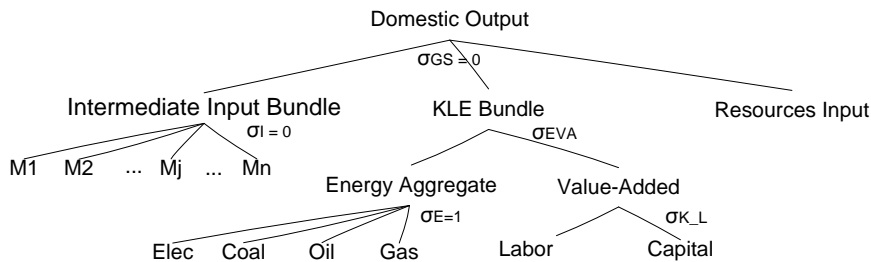 Domestic Output
σGS = 0
Intermediate Input Bundle
KLE Bundle
Resources Input
σI = 0
σEVA
M1 M2 ... Mj ... Mn
Energy Aggregate
Value-Added
σE=1
σK_L
Elec Coal Oil Gas
Labor Capital